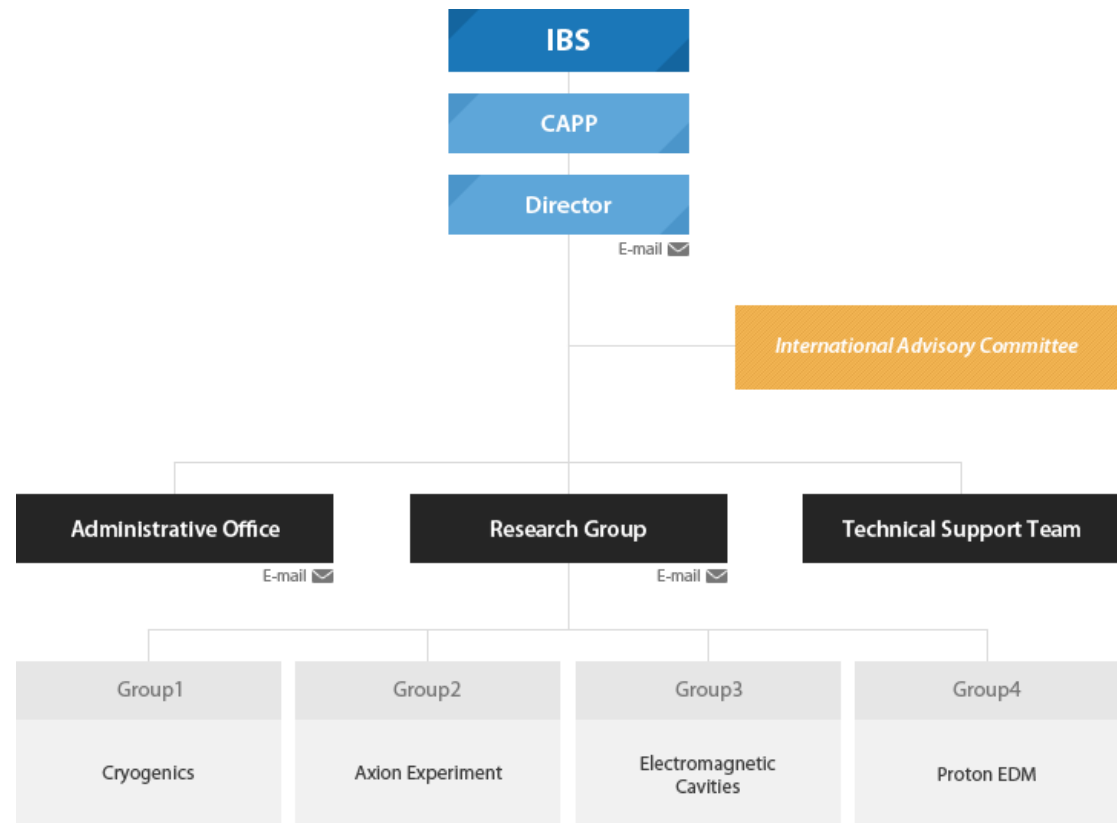 IBS
CAPP
Director
E-mail
International Advisory Committee
Administrative Office
Research Group
Technical Support Team
E-mail
E-mail
Group1
Group2
Group3
Group4
Cryogenics
Axion Experiment
Electromagnetic
Cavities
Proton EDM